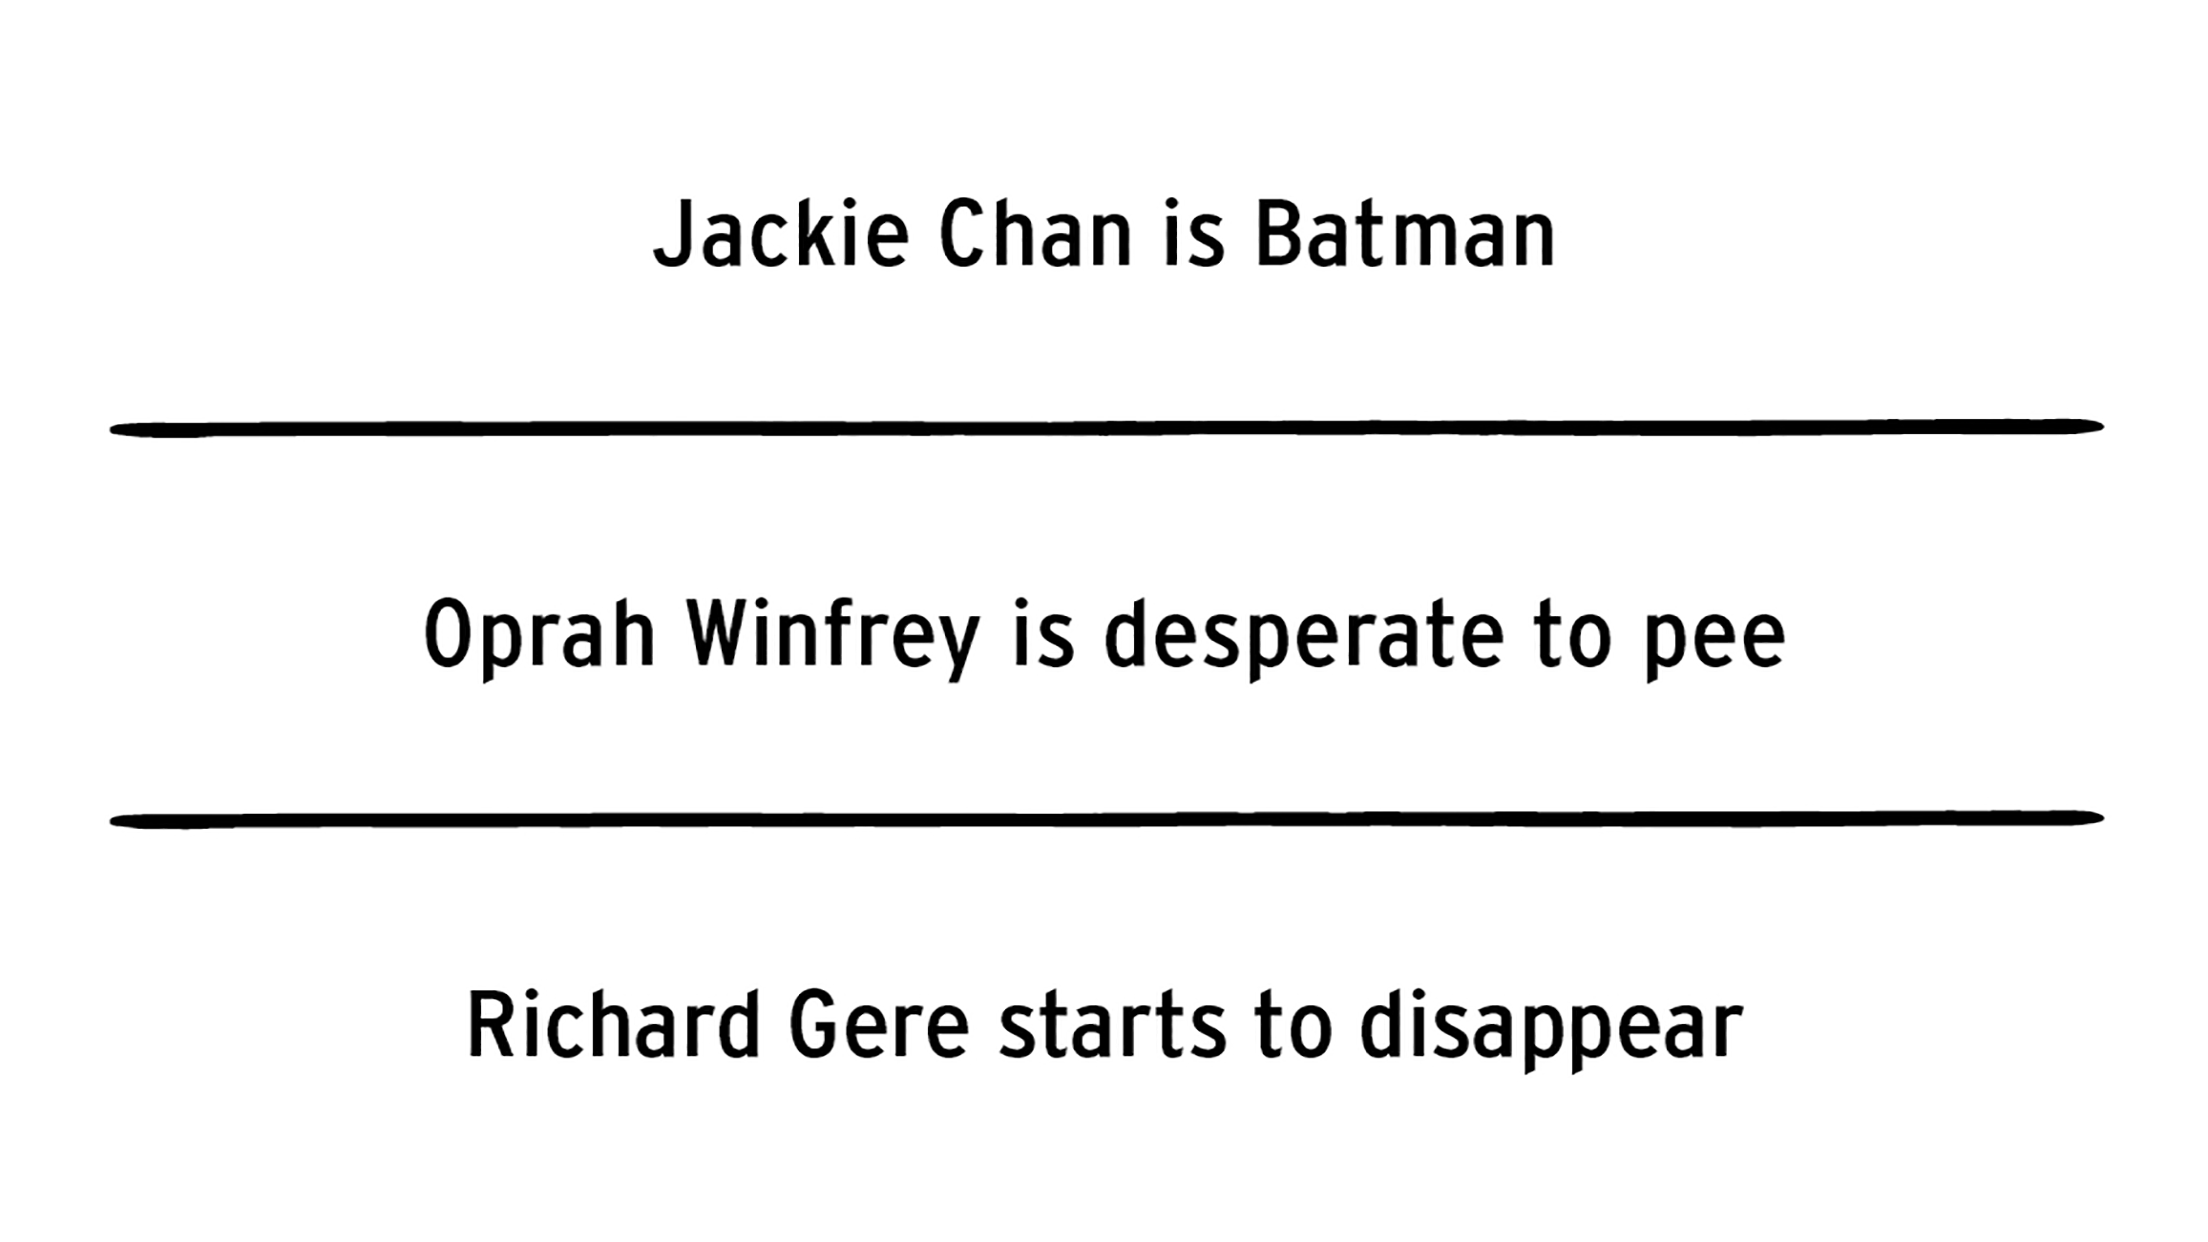 Jackie Chan is Batman
Oprah Winfrey is desperate to pee
Richard Gere starts to disappear